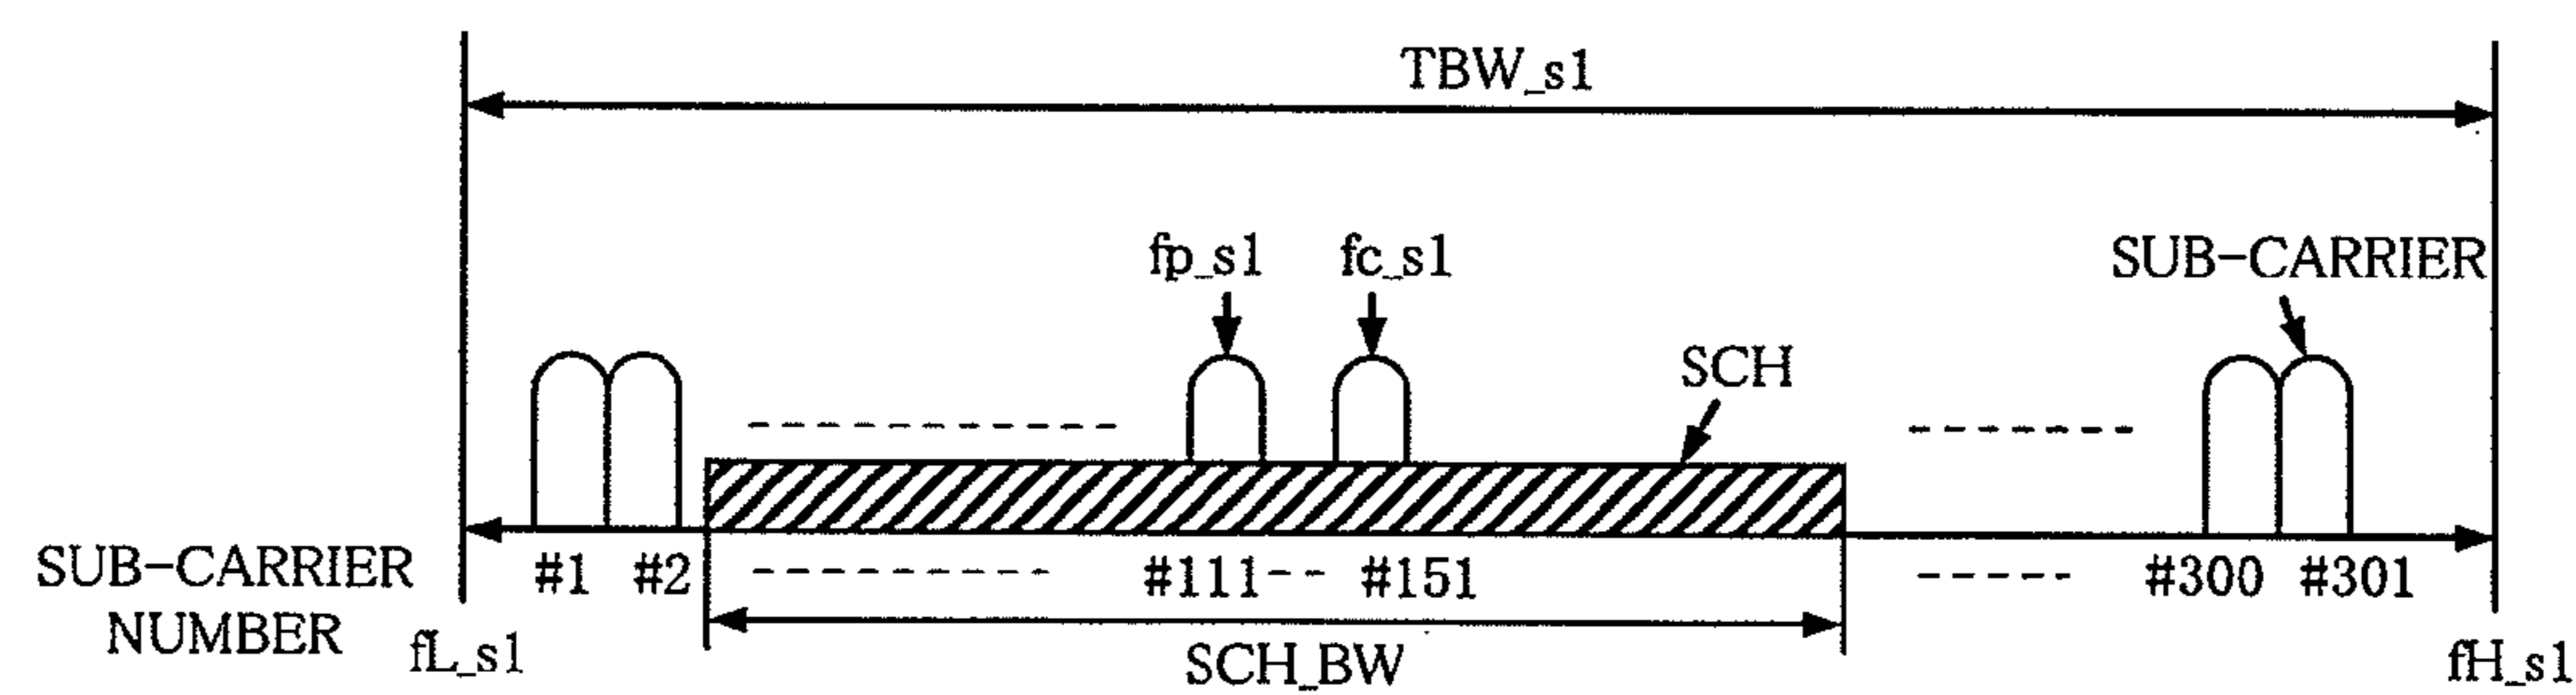 TBW_s1
fp_s1 fc_s1 SUB-CARRIER
SCH
SUB-CARRIER NUMBER
#1 #2 #111 #151 #300 #301
fL_s1 SCH_BW fH_s1